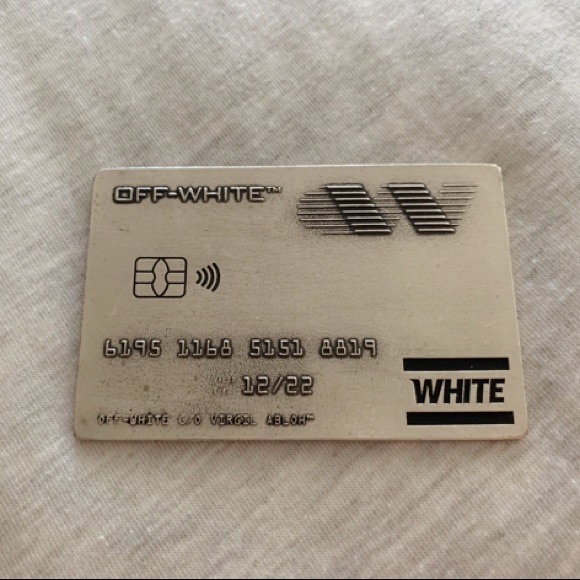 OFF-WHITE™
6195 1168 5151 8819
12/22
WHITE
OFF-WHITE C/O VIRGIL ABLOH™